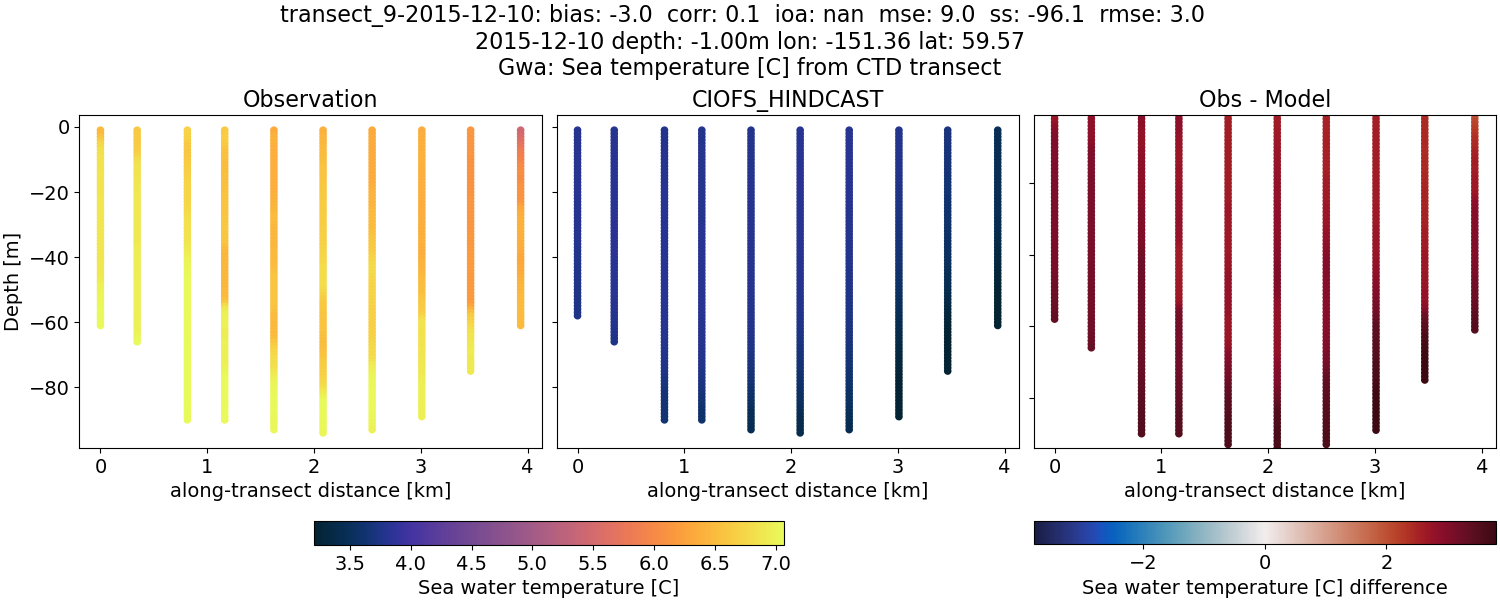 transect_9-2015-12-10: bias: -3.0  corr: 0.1  ioa: nan  mse: 9.0  ss: -96.1  rmse: 3.0
2015-12-10 depth: -1.00m lon: -151.36 lat: 59.57
Gwa: Sea temperature [C] from CTD transect
Observation
CIOFS_HINDCAST
Obs - Model
Depth [m]
0
−20
−40
−60
−80
0 1 2 3 4
0 1 2 3 4
0 1 2 3 4
along-transect distance [km]
along-transect distance [km]
along-transect distance [km]
3.5 4.0 4.5 5.0 5.5 6.0 6.5 7.0
Sea water temperature [C]
−2 0 2
Sea water temperature [C] difference